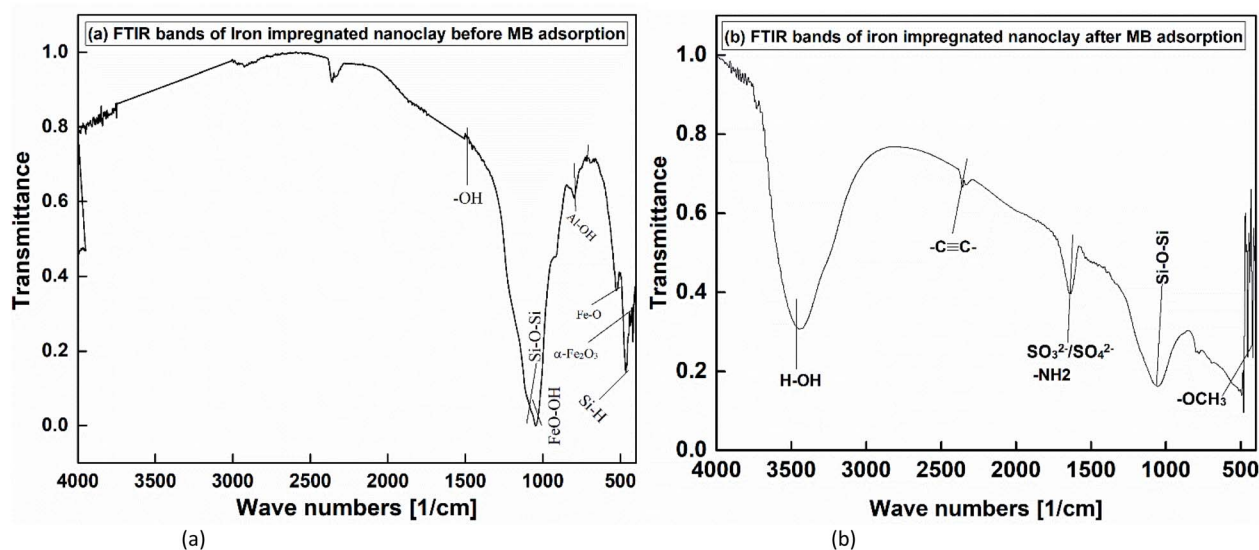 (a) FTIR bands of Iron impregnated nanoclay before MB adsorption
Transmittance
1.0
0.8
0.6
0.4
0.2
0.0
-OH
Al-OH
Fe-O
α-Fe₂O₃
Si-O-Si
FeO-OH
Si-H
4000 3500 3000 2500 2000 1500 1000 500
Wave numbers [1/cm]
(a)
(b) FTIR bands of iron impregnated nanoclay after MB adsorption
Transmittance
1.0
0.8
0.6
0.4
0.2
0.0
-C≡C-
Si-O-Si
H-OH
SO₃²⁻/SO₄²⁻
-NH2
-OCH₃
4000 3500 3000 2500 2000 1500 1000 500
Wave numbers [1/cm]
(b)